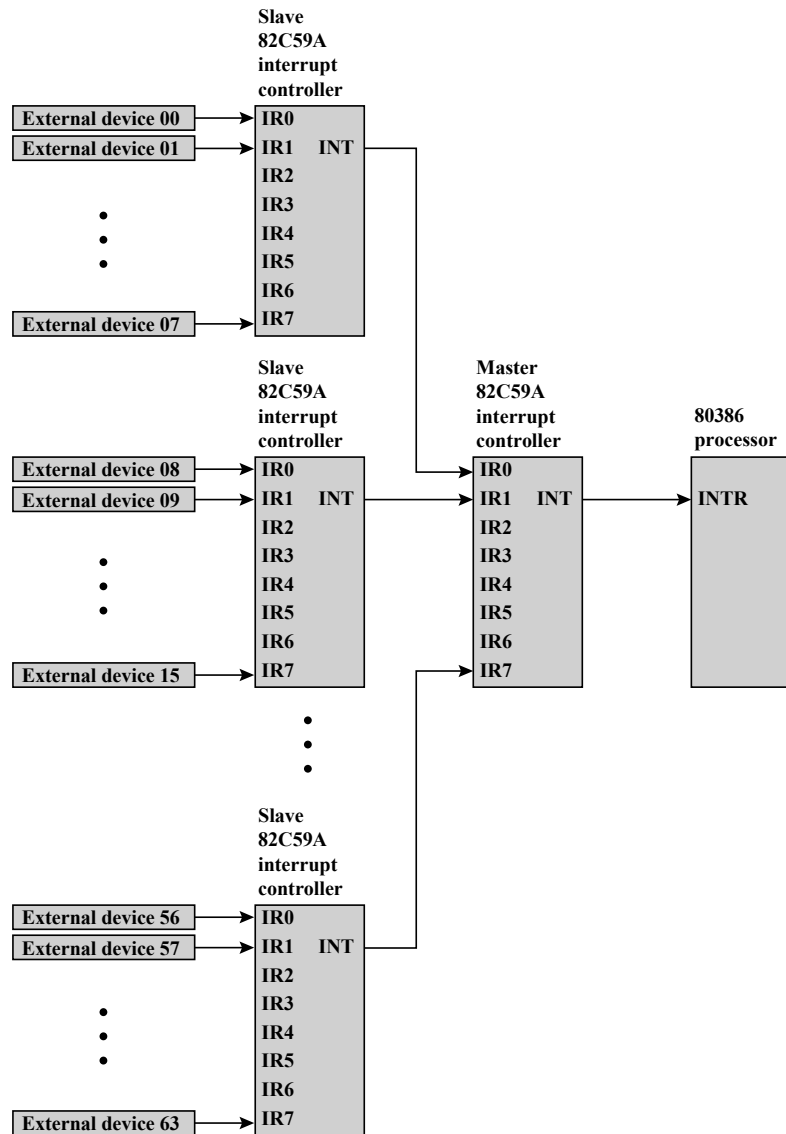 Slave
82C59A
interrupt
controller
External device 00
External device 01
External device 07
IR0
IR1 INT
IR2
IR3
IR4
IR5
IR6
IR7
Slave
82C59A
interrupt
controller
External device 08
External device 09
External device 15
IR0
IR1 INT
IR2
IR3
IR4
IR5
IR6
IR7
Master
82C59A
interrupt
controller
IR0
IR1 INT
IR2
IR3
IR4
IR5
IR6
IR7
80386
processor
INTR
Slave
82C59A
interrupt
controller
External device 56
External device 57
External device 63
IR0
IR1 INT
IR2
IR3
IR4
IR5
IR6
IR7